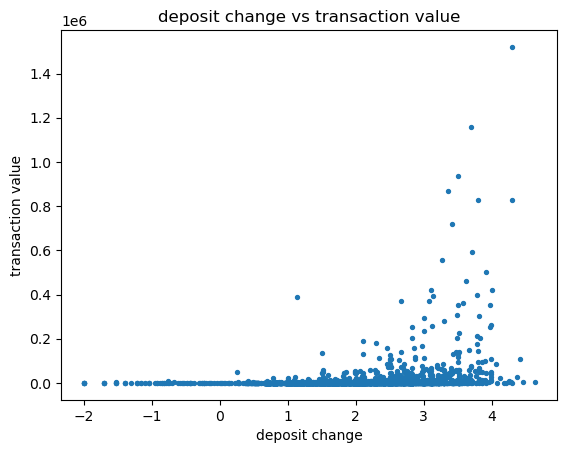 deposit change vs transaction value
1e6
1.4
1.2
1.0
0.8
0.6
0.4
0.2
0.0
transaction value
−2 −1 0 1 2 3 4
deposit change